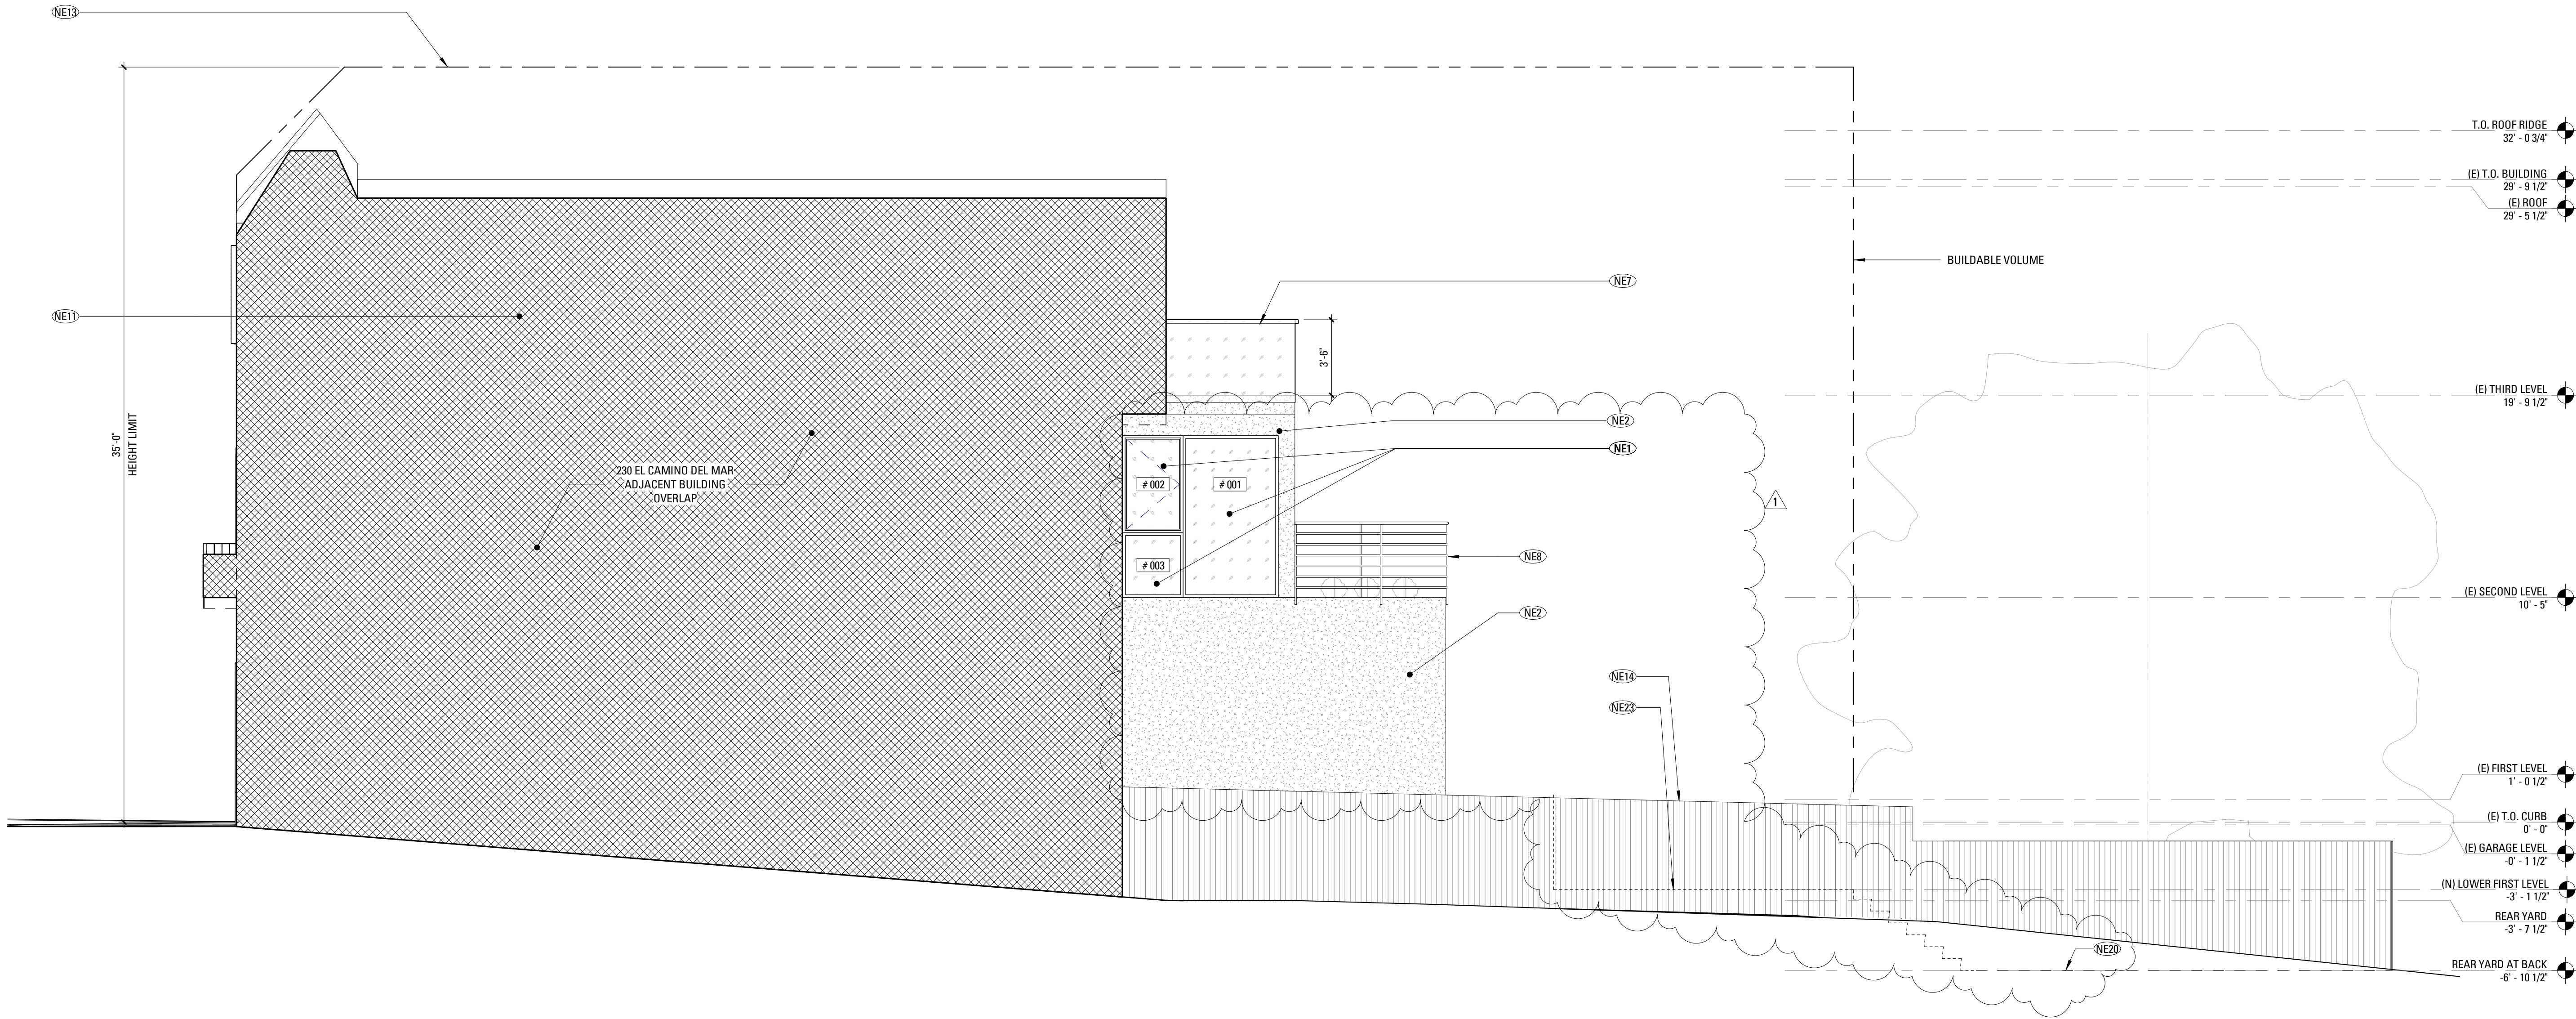 NE13
T.O. ROOF RIDGE
32' - 0 3/4"
(E) T.O. BUILDING
29' - 9 1/2"
(E) ROOF
29' - 5 1/2"
BUILDABLE VOLUME
NE7
NE11
3'-6"
(E) THIRD LEVEL
19' - 9 1/2"
35'-0"
HEIGHT LIMIT
NE2
NE1
230 EL CAMINO DEL MAR
ADJACENT BUILDING
OVERLAP
# 002
# 001
1
NE8
# 003
(E) SECOND LEVEL
10' - 5"
NE2
NE14
NE23
(E) FIRST LEVEL
1' - 0 1/2"
(E) T.O. CURB
0' - 0"
(E) GARAGE LEVEL
-0' - 1 1/2"
(N) LOWER FIRST LEVEL
-3' - 1 1/2"
REAR YARD
-3' - 7 1/2"
NE20
REAR YARD AT BACK
-6' - 10 1/2"